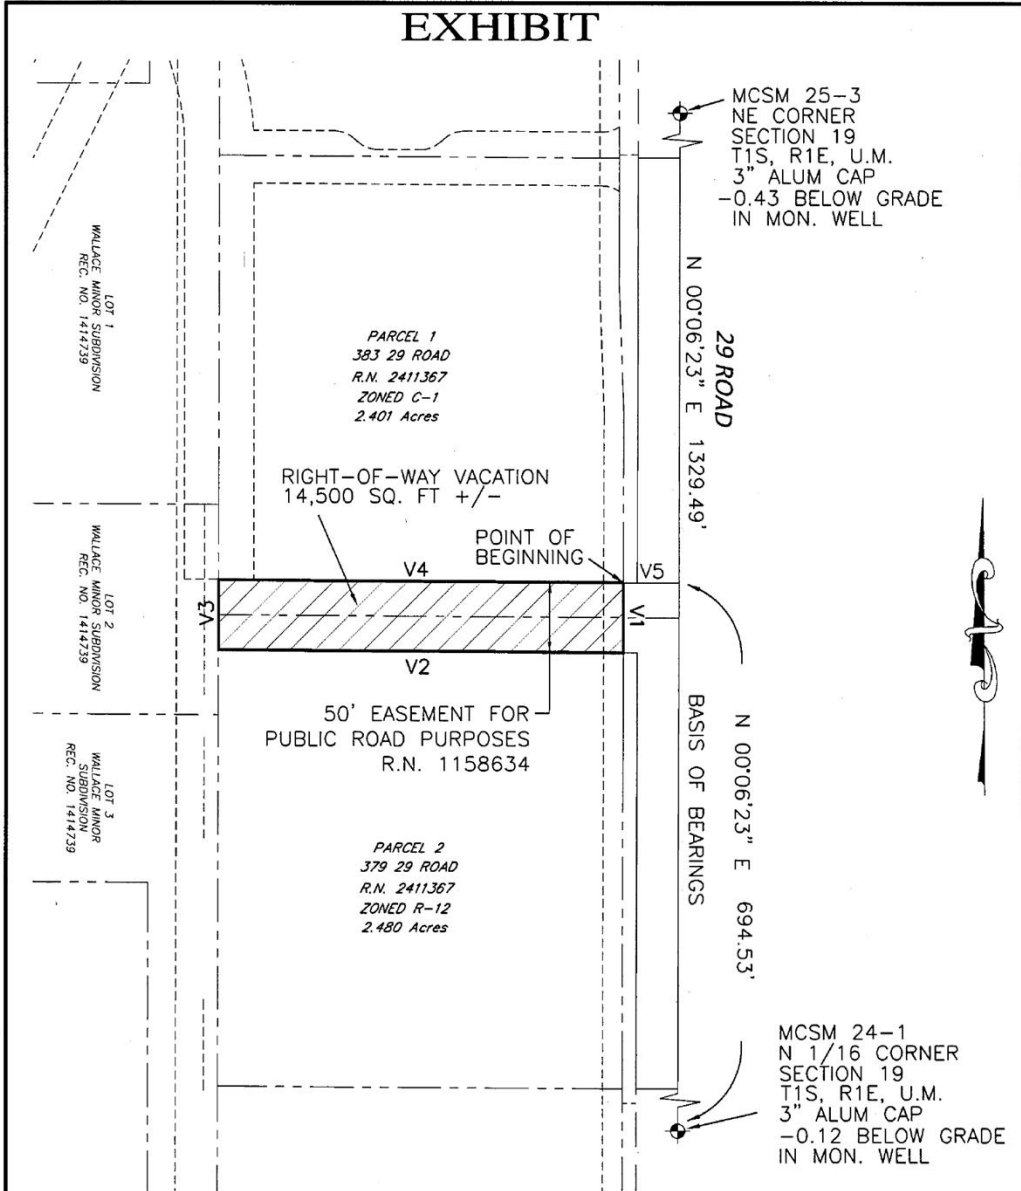 EXHIBIT
MCSM 25-3
NE CORNER
SECTION 19
T1S, R1E, U.M.
3" ALUM CAP
-0.43 BELOW GRADE
IN MON. WELL
LOT 1
WALLACE MINOR SUBDIVISION
REC. NO. 1414739
PARCEL 1
383 29 ROAD
R.N. 2411367
ZONED C-1
2.401 Acres
29 ROAD
N 00°06'23" E 1329.49'
RIGHT-OF-WAY VACATION
14,500 SQ. FT +/-
POINT OF
BEGINNING
V4
V5
V3
V1
V2
LOT 2
WALLACE MINOR SUBDIVISION
REC. NO. 1414739
50' EASEMENT FOR
PUBLIC ROAD PURPOSES
R.N. 1158634
BASIS OF BEARINGS
N 00°06'23" E 694.53'
LOT 3
WALLACE MINOR
SUBDIVISION
REC. NO. 1414739
PARCEL 2
379 29 ROAD
R.N. 2411367
ZONED R-12
2.480 Acres
MCSM 24-1
N 1/16 CORNER
SECTION 19
T1S, R1E, U.M.
3" ALUM CAP
-0.12 BELOW GRADE
IN MON. WELL